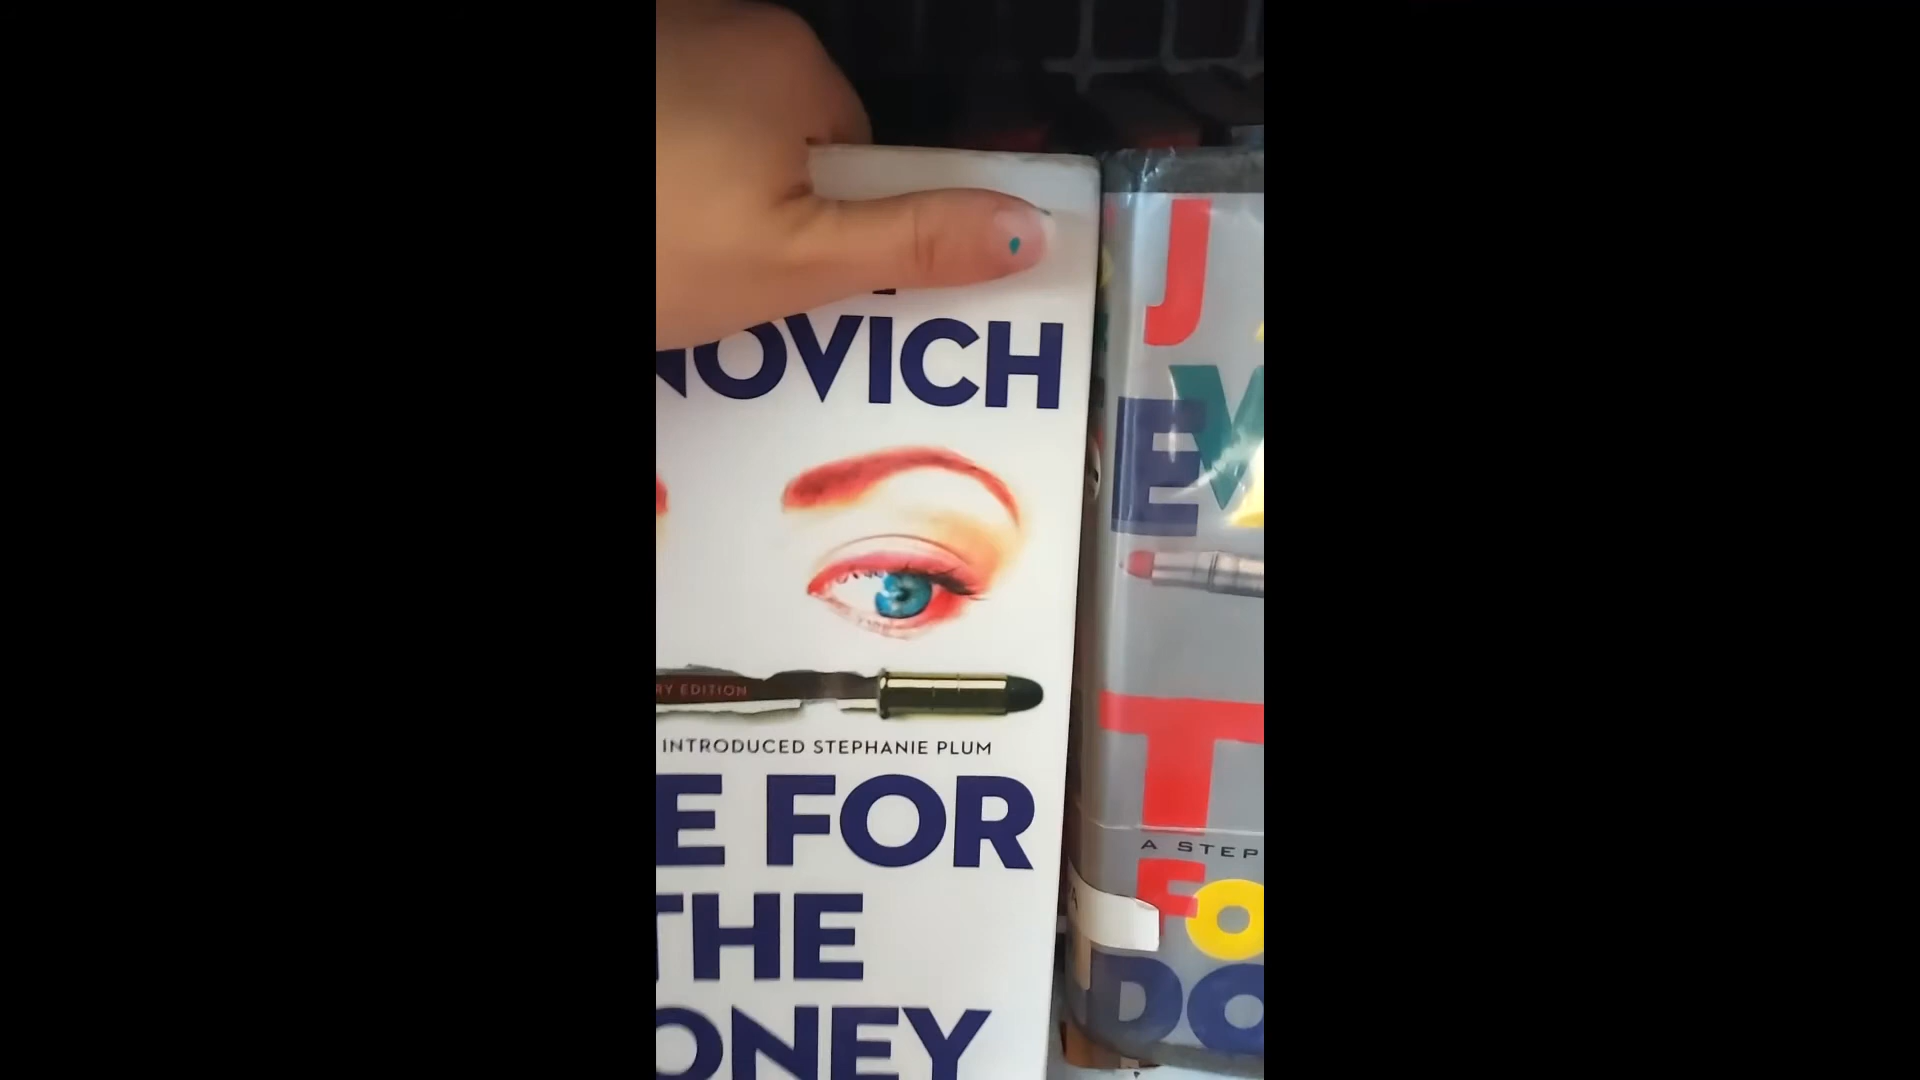 NOVICH
RY EDITION
INTRODUCED STEPHANIE PLUM
E FOR
THE
ONEY
J
EV
T
A STEP
FO
DO